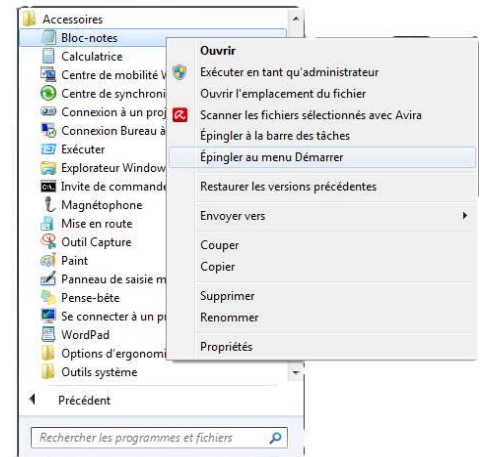 Accessoires
Bloc-notes
Calculatrice
Centre de mobilité
Centre de synchroni
Connexion à un proj
Connexion Bureau à
Exécuter
Explorateur Window
Invite de commande
Magnétophone
Mise en route
Outil Capture
Paint
Panneau de saisie m
Pense-bête
Se connecter à un p
WordPad
Options d'ergonomi
Outils système
Précédent
Rechercher les programmes et fichiers
Ouvrir
Exécuter en tant qu'administrateur
Ouvrir l'emplacement du fichier
Scanner les fichiers sélectionnés avec Avira
Épingler à la barre des tâches
Épingler au menu Démarrer
Restaurer les versions précédentes
Envoyer vers
Couper
Copier
Supprimer
Renommer
Propriétés